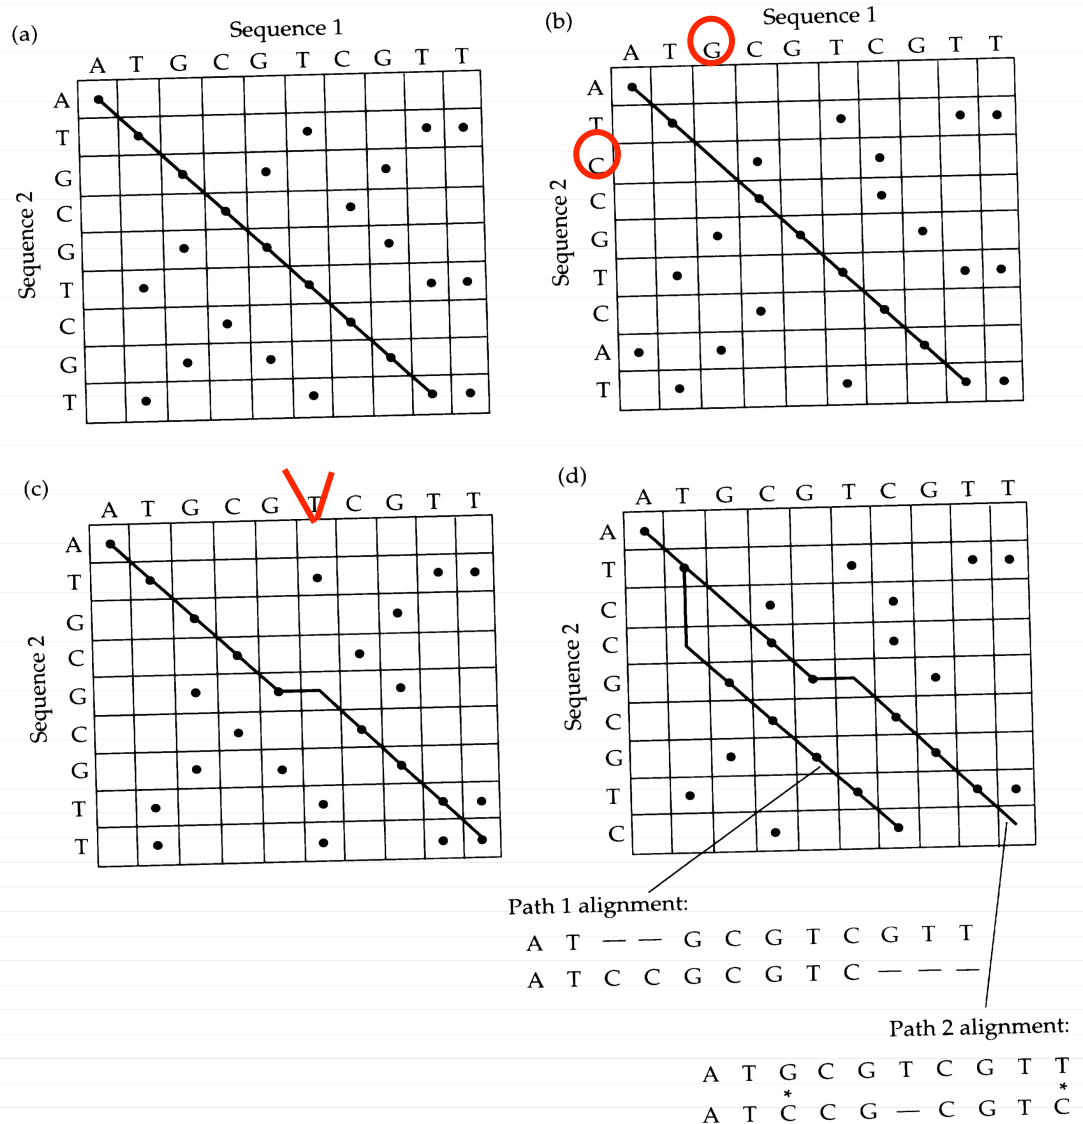 (a)
Sequence 1
A T G C G T C G T T
Sequence 2
A
T
G
C
G
T
C
G
T
(b)
Sequence 1
A T G C G T C G T T
Sequence 2
A
T
C
C
G
T
C
A
T
(c)
A T G C G T C G T T
Sequence 2
A
T
G
C
G
C
G
T
T
(d)
A T G C G T C G T T
Sequence 2
A
T
C
C
G
C
G
T
C
Path 1 alignment:
A T — — G C G T C G T T
A T C C G C G T C — — —
Path 2 alignment:
A T G C G T C G T T
* *
A T C C G — C G T C